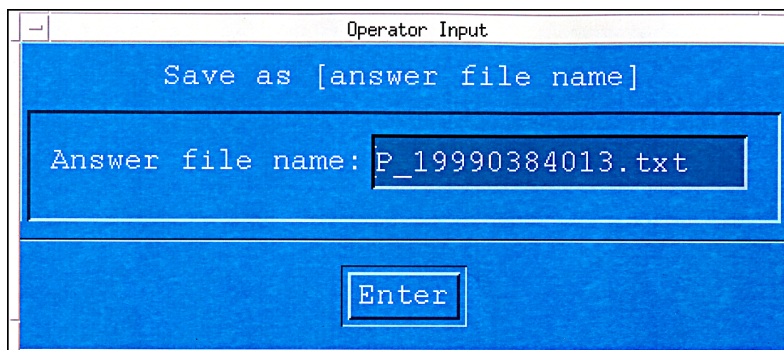 Operator Input
Save as [answer file name]
Answer file name: P_19990384013.txt
Enter